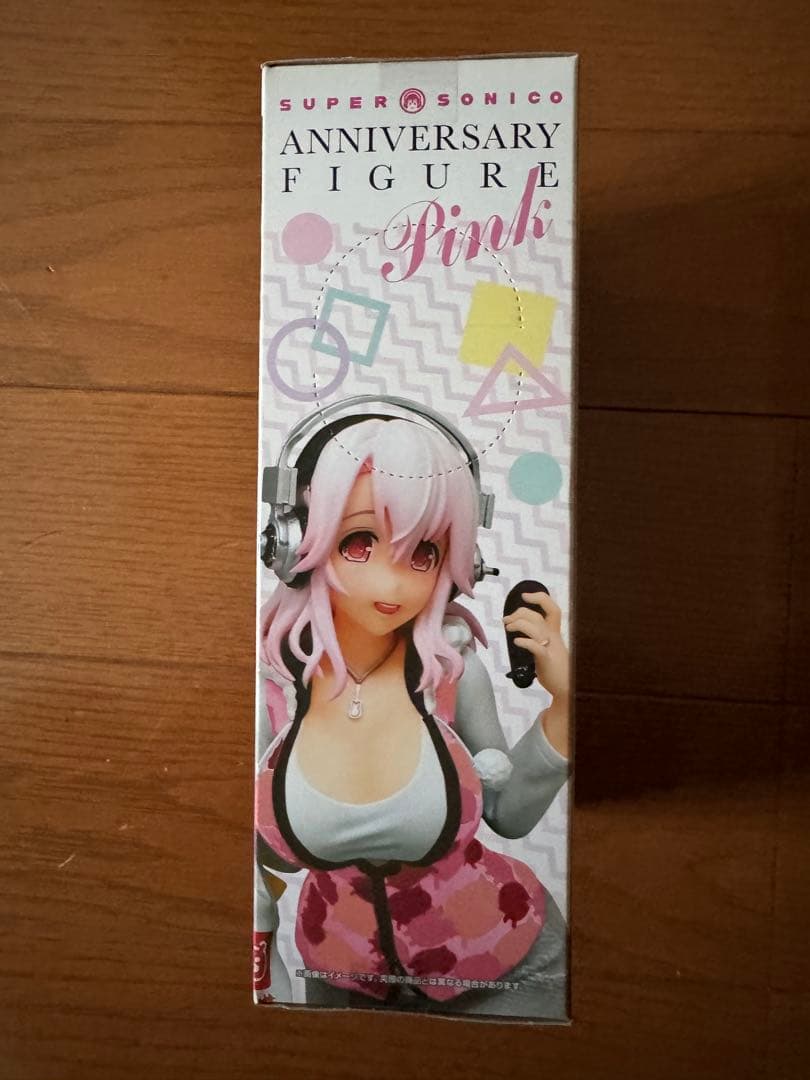 SUPER SONICO
ANNIVERSARY
FIGURE
Pink
※画像はイメージです。実際の商品とは異なる場合があります。